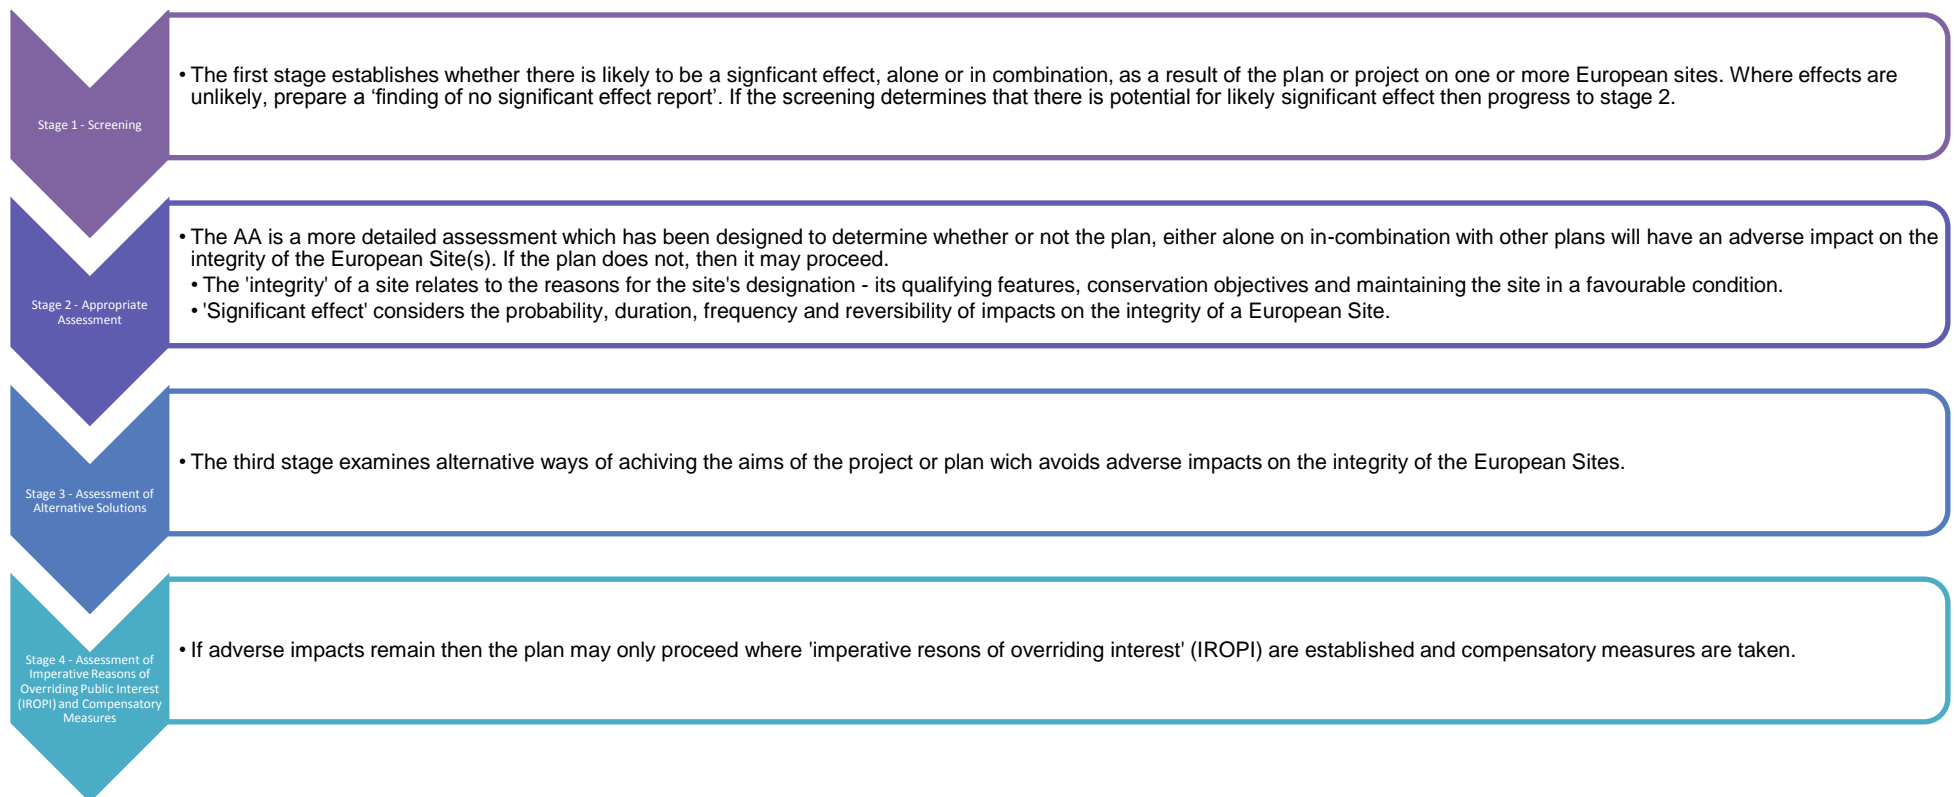 Stage 1 - Screening
• The first stage establishes whether there is likely to be a signficant effect, alone or in combination, as a result of the plan or project on one or more European sites. Where effects are
unlikely, prepare a ‘finding of no significant effect report’. If the screening determines that there is potential for likely significant effect then progress to stage 2.
Stage 2 - Appropriate
Assessment
• The AA is a more detailed assessment which has been designed to determine whether or not the plan, either alone on in-combination with other plans will have an adverse impact on the
integrity of the European Site(s). If the plan does not, then it may proceed.
• The 'integrity' of a site relates to the reasons for the site's designation - its qualifying features, conservation objectives and maintaining the site in a favourable condition.
• 'Significant effect' considers the probability, duration, frequency and reversibility of impacts on the integrity of a European Site.
Stage 3 - Assessment of
Alternative Solutions
• The third stage examines alternative ways of achiving the aims of the project or plan wich avoids adverse impacts on the integrity of the European Sites.
Stage 4 - Assessment of
Imperative Reasons of
Overriding Public Interest
(IROPI) and Compensatory
Measures
• If adverse impacts remain then the plan may only proceed where 'imperative resons of overriding interest' (IROPI) are established and compensatory measures are taken.